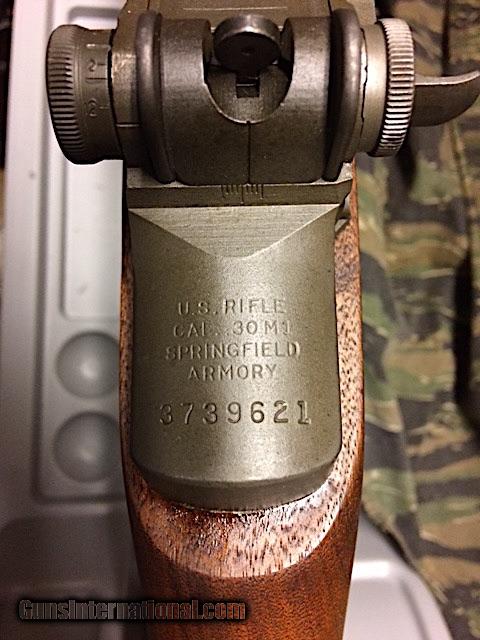 U.S. RIFLE
CAL. .30 M1
SPRINGFIELD
ARMORY
3739621
GunsInternational.com